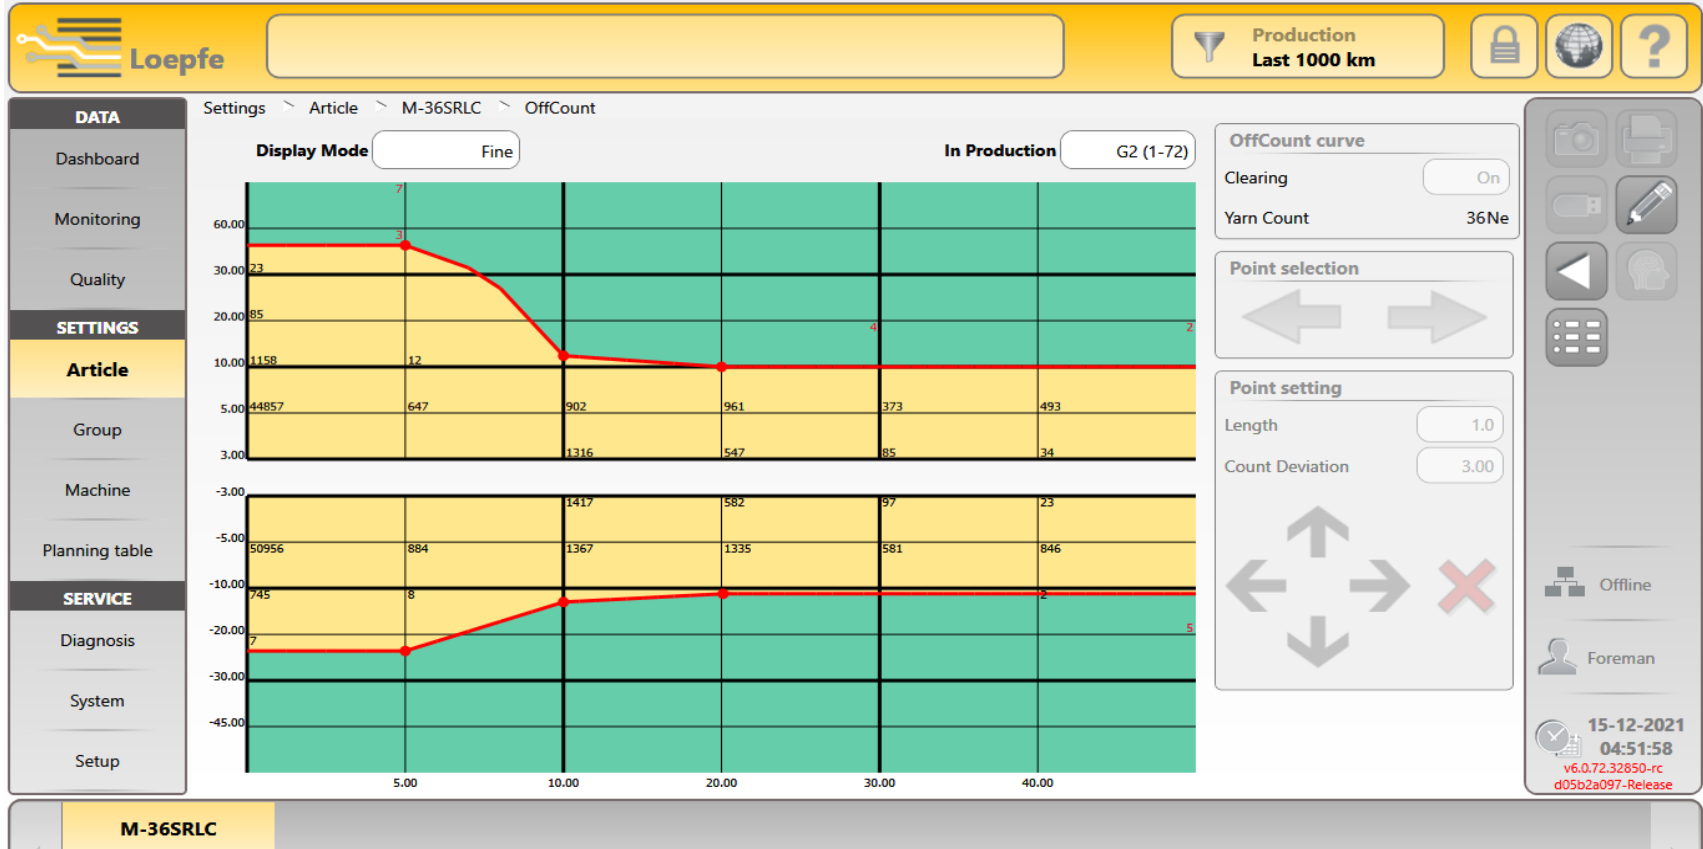 Loepfe
Production
Last 1000 km
?
DATA
Dashboard
Monitoring
Quality
SETTINGS
Article
Group
Machine
Planning table
SERVICE
Diagnosis
System
Setup
Settings > Article > M-36SRLC > OffCount
Display Mode Fine
In Production G2 (1-72)
7
60.00
3
30.00 23
20.00 85 4 2
10.00 1158 12
5.00 44857 647 902 961 373 493
3.00 1316 547 85 34
-3.00 1417 582 97 23
-5.00 50956 884 1367 1335 581 846
-10.00 745 8 2
-20.00 7 5
-30.00
-45.00
5.00 10.00 20.00 30.00 40.00
OffCount curve
Clearing On
Yarn Count 36Ne
Point selection
Point setting
Length 1.0
Count Deviation 3.00
Offline
Foreman
15-12-2021
04:51:58
v6.0.72.32850-rc
d05b2a097-Release
M-36SRLC